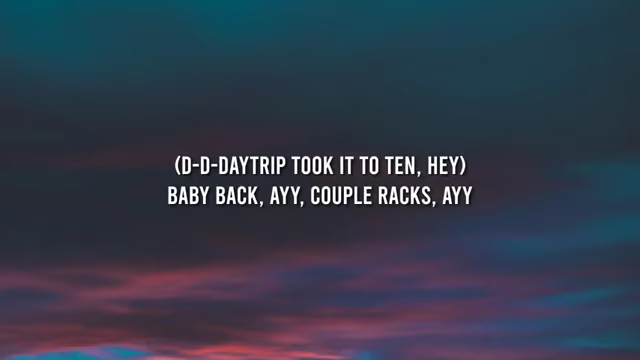 (D-D-DAYTRIP TOOK IT TO TEN, HEY)
BABY BACK, AYY, COUPLE RACKS, AYY